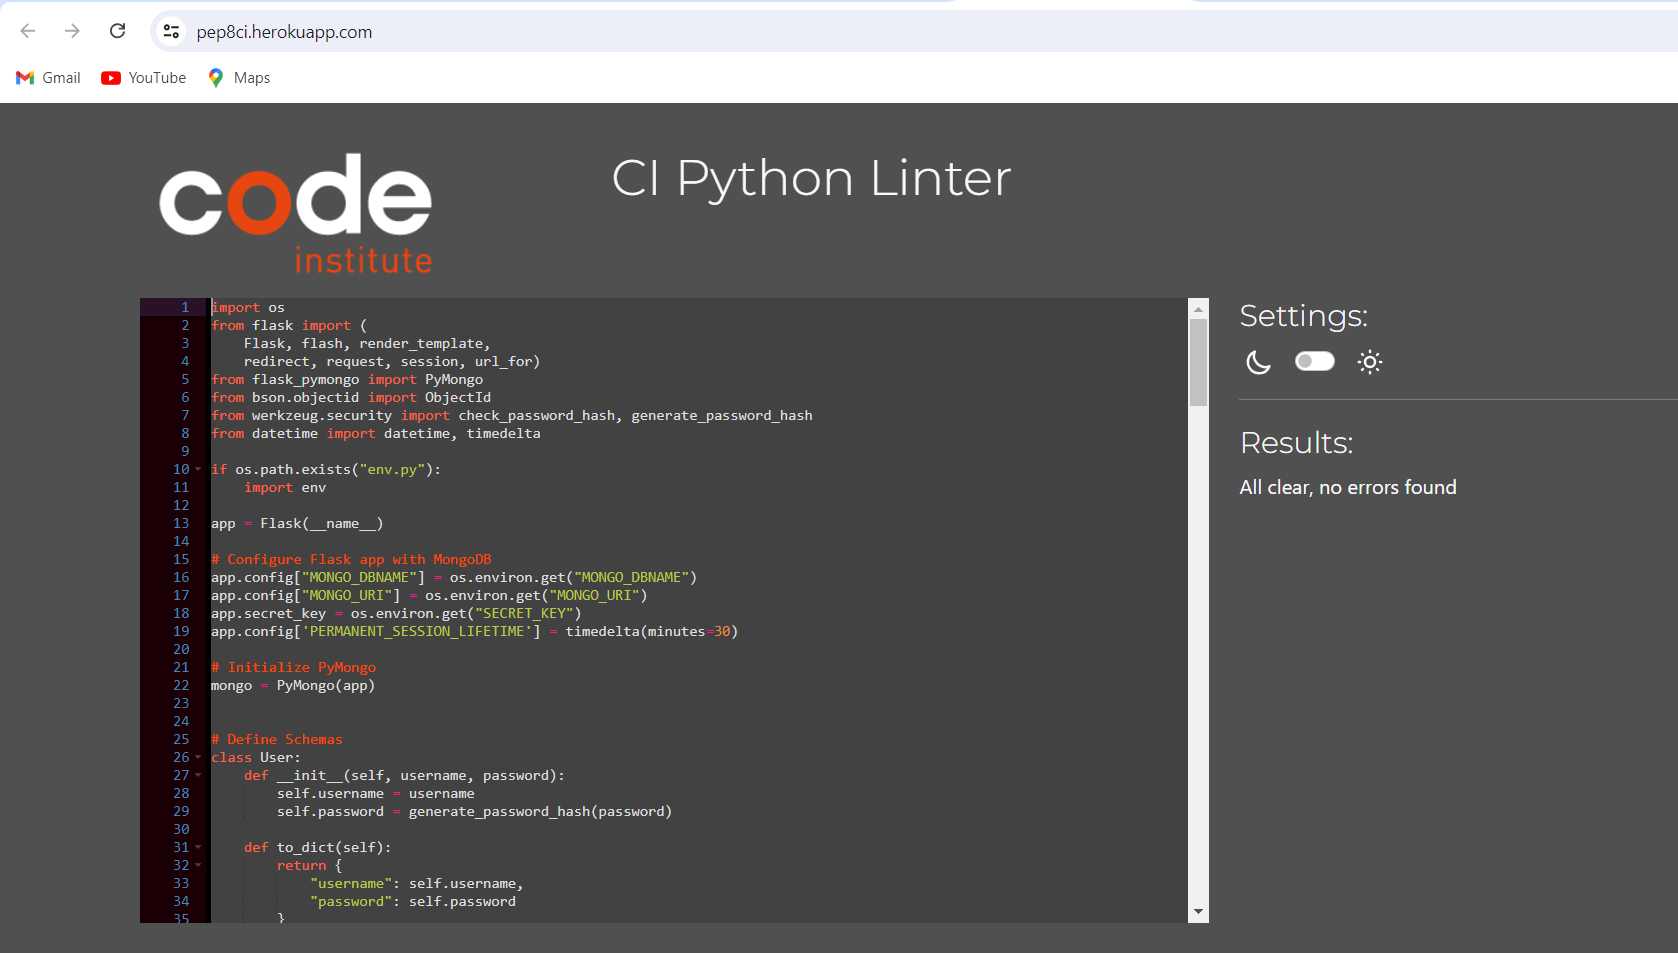 pep8ci.herokuapp.com
Gmail YouTube Maps
code
institute
CI Python Linter
1 import os
2 from flask import (
3     Flask, flash, render_template,
4     redirect, request, session, url_for)
5 from flask_pymongo import PyMongo
6 from bson.objectid import ObjectId
7 from werkzeug.security import check_password_hash, generate_password_hash
8 from datetime import datetime, timedelta
9
10 if os.path.exists("env.py"):
11     import env
12
13 app = Flask(__name__)
14
15 # Configure Flask app with MongoDB
16 app.config["MONGO_DBNAME"] = os.environ.get("MONGO_DBNAME")
17 app.config["MONGO_URI"] = os.environ.get("MONGO_URI")
18 app.secret_key = os.environ.get("SECRET_KEY")
19 app.config['PERMANENT_SESSION_LIFETIME'] = timedelta(minutes=30)
20
21 # Initialize PyMongo
22 mongo = PyMongo(app)
23
24
25 # Define Schemas
26 class User:
27     def __init__(self, username, password):
28         self.username = username
29         self.password = generate_password_hash(password)
30
31     def to_dict(self):
32         return {
33             "username": self.username,
34             "password": self.password
35         }
Settings:
Results:
All clear, no errors found